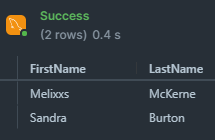 Success
(2 rows) 0.4 s
FirstName LastName
Melixxs McKerne
Sandra Burton